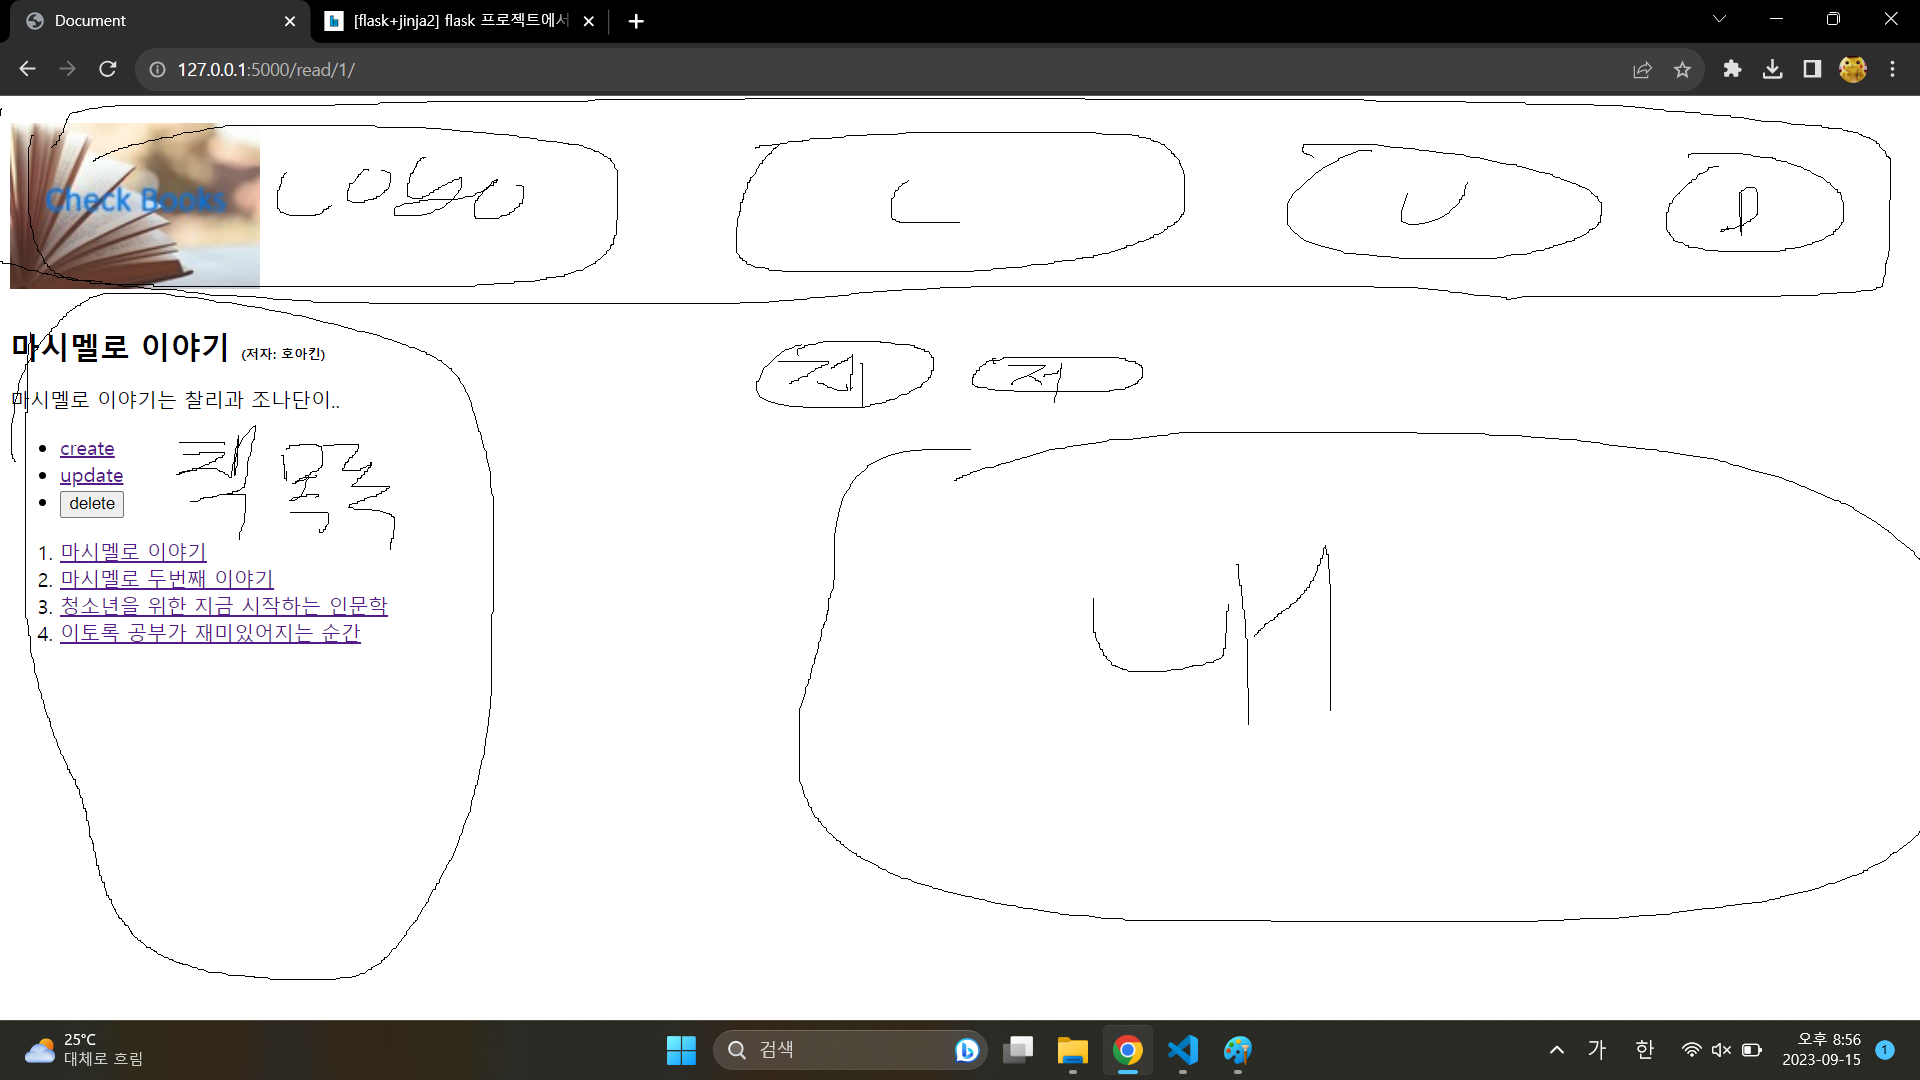 Document
[flask+jinja2] flask 프로젝트에서
127.0.0.1:5000/read/1/
Check Books
LOGO
C
U
D
마시멜로 이야기 (저자: 호아킨)
제 저
마시멜로 이야기는 찰리과 조나단이..
create
update
delete
책 목록
1. 마시멜로 이야기
2. 마시멜로 두번째 이야기
3. 청소년을 위한 지금 시작하는 인문학
4. 이토록 공부가 재미있어지는 순간
내
25°C
대체로 흐림
검색
가 한
오후 8:56
2023-09-15
1